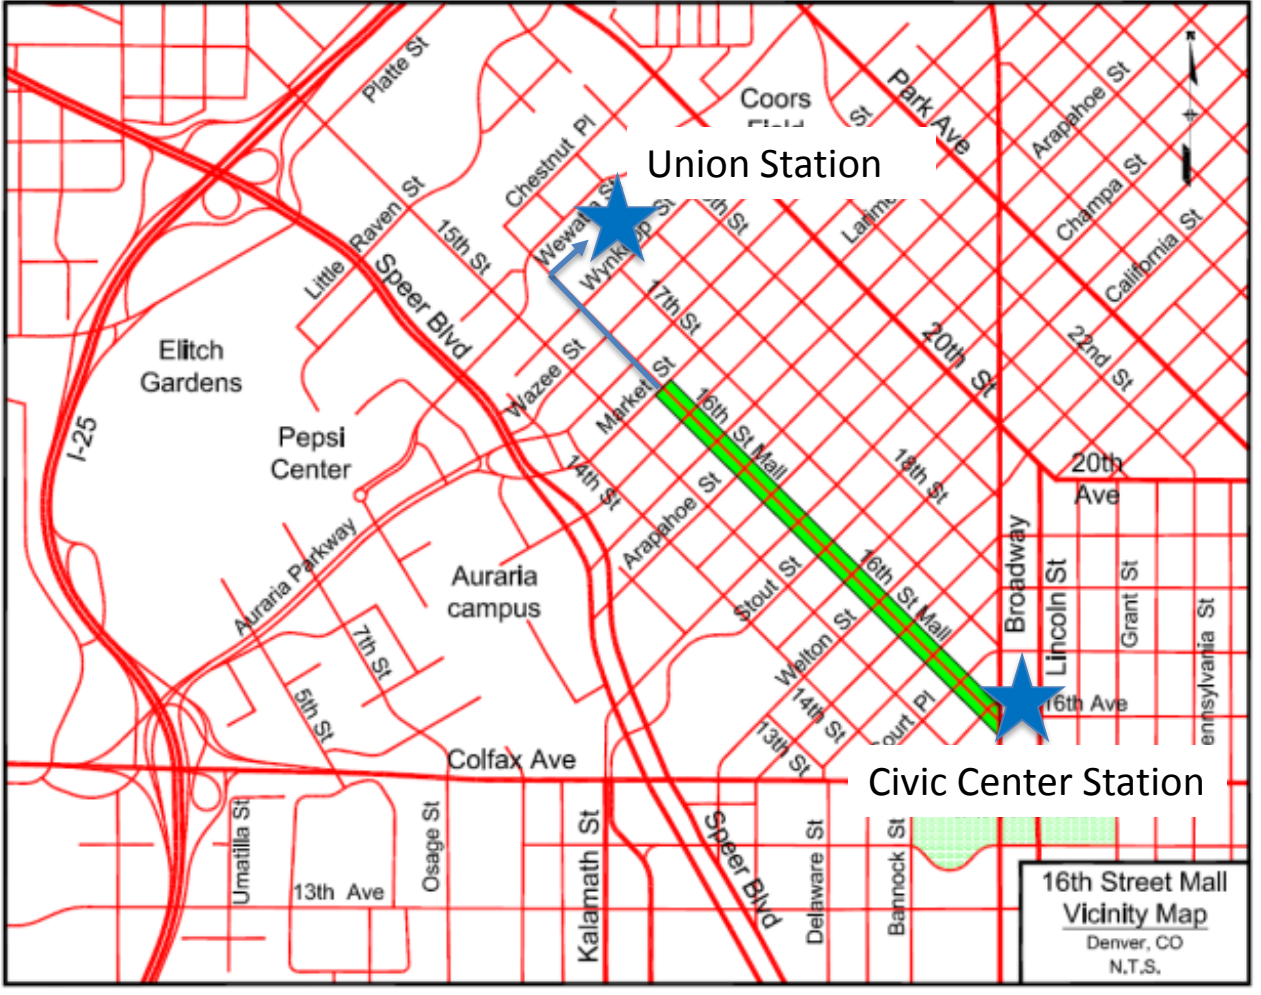 Platte St
Coors
Park Ave
Arapahoe St
N
Chestnut Pl
St
Union Station
Champa St
Little Raven St
15th St
Wewatta St
Wynkoop St
St
California St
Speer Blvd
17th St
20th St
22nd St
Elitch
Gardens
Wazee St
Market St
16th St Mall
I-25
Pepsi
Center
14th St
18th St
20th
Ave
Arapahoe St
Auraria Parkway
Auraria
campus
Stout St
16th St Mall
Broadway
Lincoln St
Grant St
7th St
Welton St
5th St
14th St
13th St
Pl
16th Ave
Colfax Ave
Civic Center Station
Umatilla St
Osage St
Kalamath St
Speer Blvd
Delaware St
Bannock St
13th Ave
16th Street Mall
Vicinity Map
Denver, CO
N.T.S.